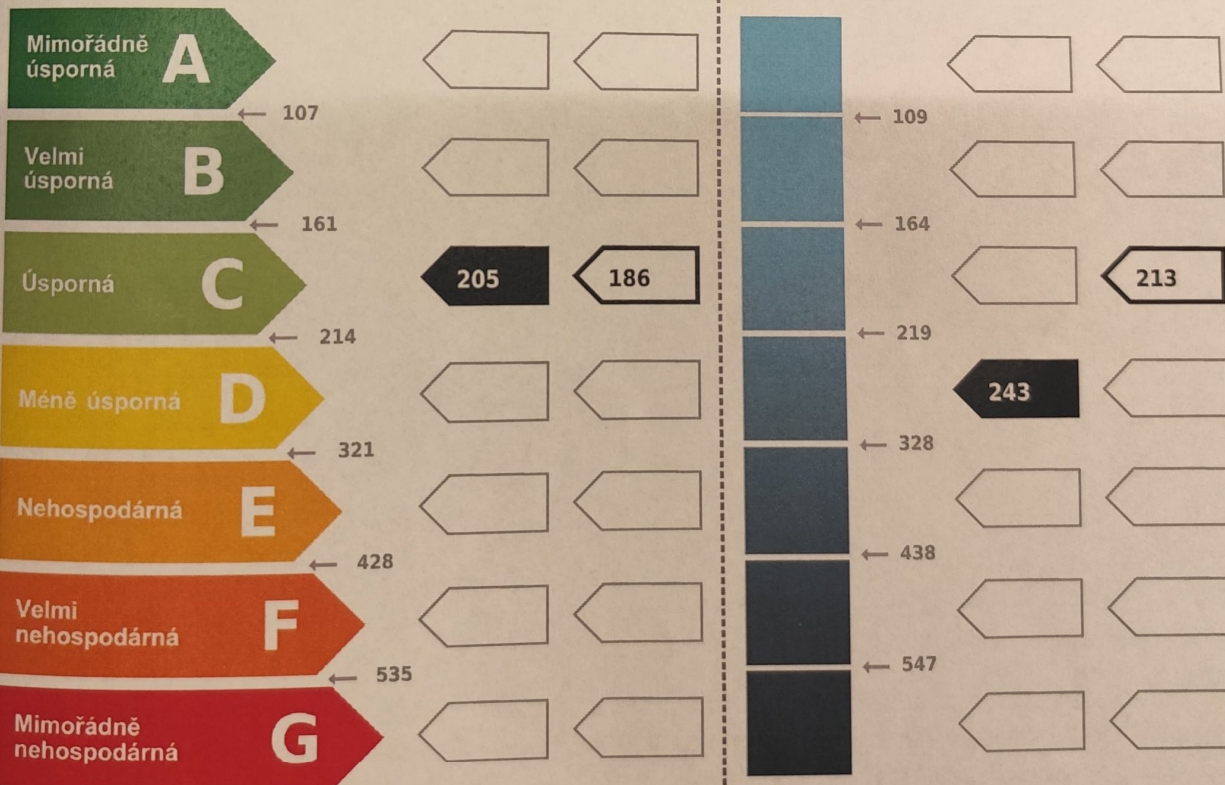 Mimořádně
úsporná
A
107
109
Velmi
úsporná
B
161
164
Úsporná
C
205
186
213
214
219
Méně úsporná
D
243
321
328
Nehospodárná
E
428
438
Velmi
nehospodárná
F
535
547
Mimořádně
nehospodárná
G